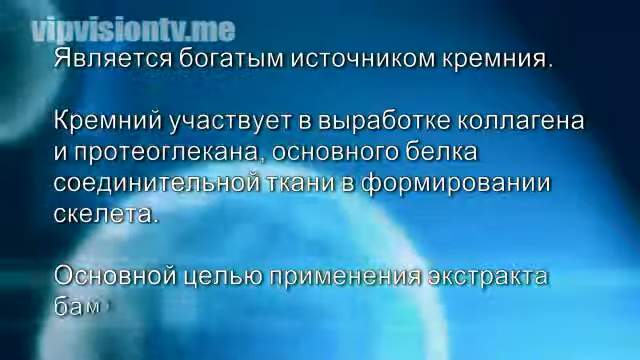 vipvisiontv.me
Является богатым источником кремния.
Кремний участвует в выработке коллагена
и протеоглекана, основного белка
соединительной ткани в формировании
скелета.
Основной целью применения экстракта
бам